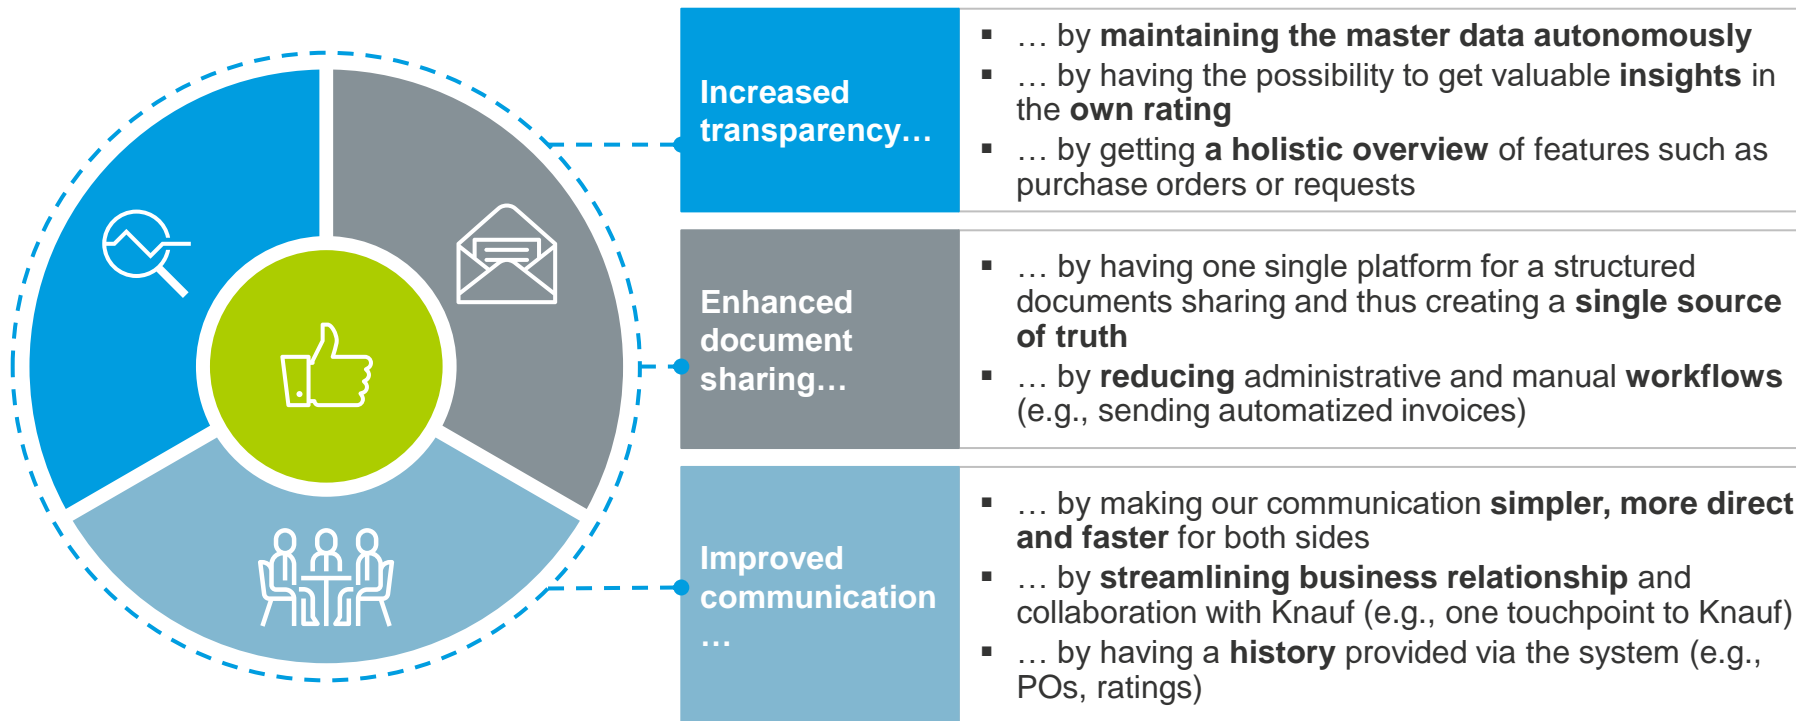 Increased
transparency…
▪ … by maintaining the master data autonomously
▪ … by having the possibility to get valuable insights in
the own rating
▪ … by getting a holistic overview of features such as
purchase orders or requests
Enhanced
document
sharing…
▪ … by having one single platform for a structured
documents sharing and thus creating a single source
of truth
▪ … by reducing administrative and manual workflows
(e.g., sending automatized invoices)
Improved
communication
…
▪ … by making our communication simpler, more direct
and faster for both sides
▪ … by streamlining business relationship and
collaboration with Knauf (e.g., one touchpoint to Knauf)
▪ … by having a history provided via the system (e.g.,
POs, ratings)